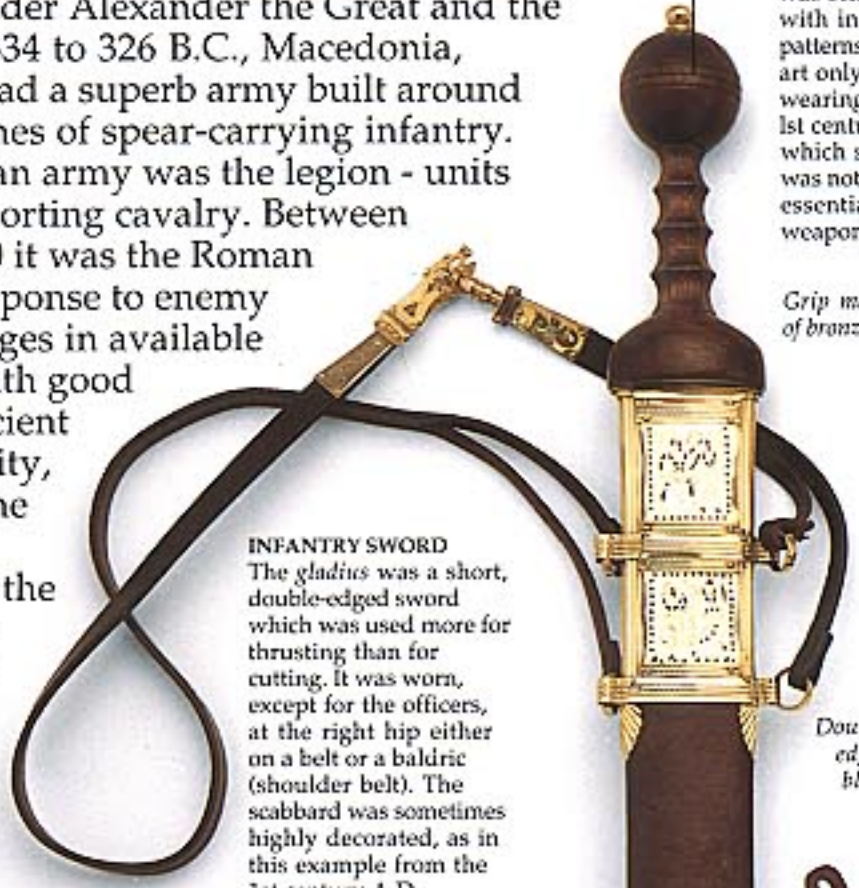 der Alexander the Great and the
334 to 326 B.C., Macedonia,
ad a superb army built around
nes of spear-carrying infantry.
an army was the legion - units
orting cavalry. Between
it was the Roman
ponse to enemy
ges in available
ith good
cient
ity,
ne
the
with in
patterns
art only
wearing
lst cent
which s
was not
essentia
weapon
Grip m
of bronz
INFANTRY SWORD
The gladius was a short,
double-edged sword
which was used more for
thrusting than for
cutting. It was worn,
except for the officers,
at the right hip either
on a belt or a baldric
(shoulder belt). The
scabbard was sometimes
highly decorated, as in
this example from the
1st century A.D.
Dou
ed
bl